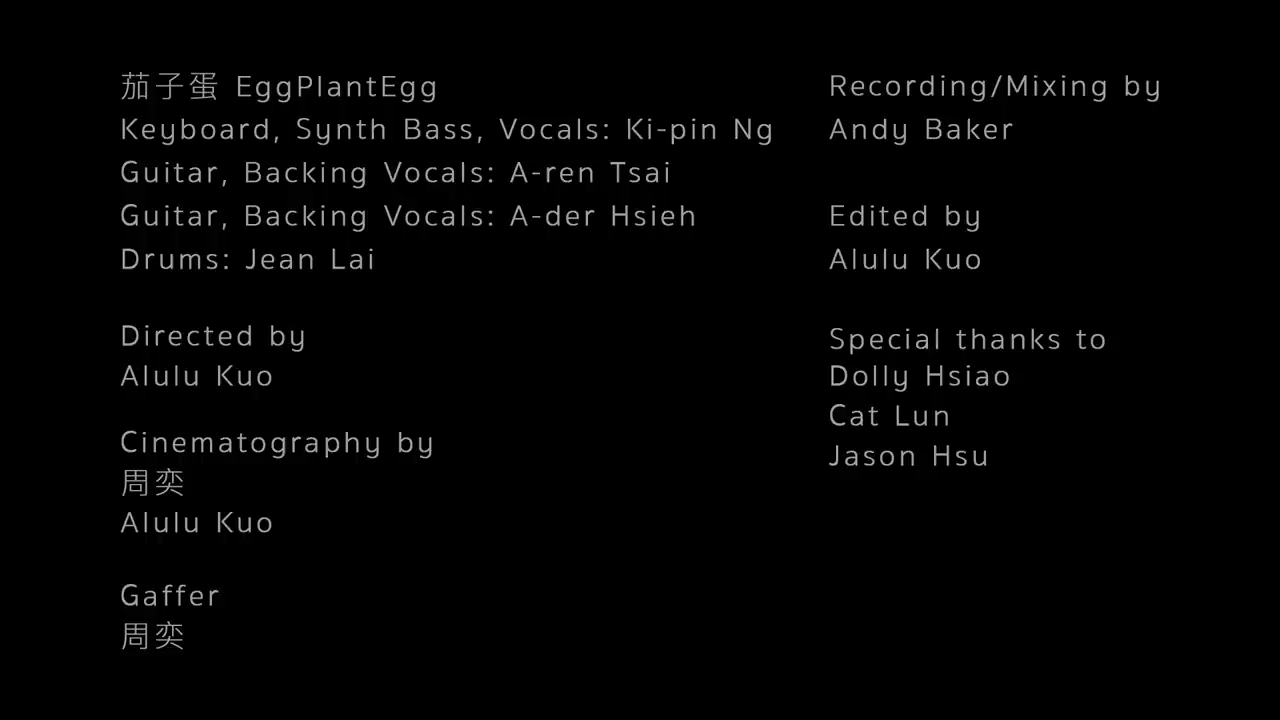 茄子蛋 EggPlantEgg
Keyboard, Synth Bass, Vocals: Ki-pin Ng
Guitar, Backing Vocals: A-ren Tsai
Guitar, Backing Vocals: A-der Hsieh
Drums: Jean Lai
Directed by
Alulu Kuo
Cinematography by
周奕
Alulu Kuo
Gaffer
周奕
Recording/Mixing by
Andy Baker
Edited by
Alulu Kuo
Special thanks to
Dolly Hsiao
Cat Lun
Jason Hsu